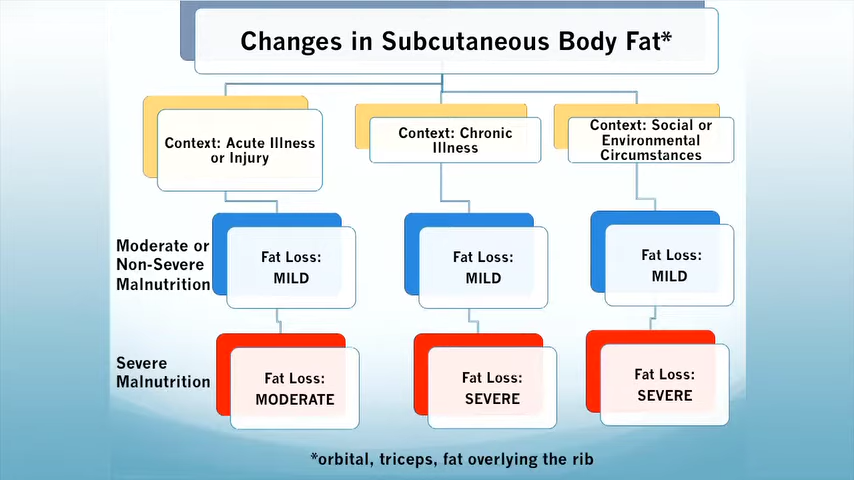 Changes in Subcutaneous Body Fat*
Context: Acute Illness
or Injury
Context: Chronic
Illness
Context: Social or
Environmental
Circumstances
Moderate or
Non-Severe
Malnutrition
Fat Loss:
MILD
Fat Loss:
MILD
Fat Loss:
MILD
Severe
Malnutrition
Fat Loss:
MODERATE
Fat Loss:
SEVERE
Fat Loss:
SEVERE
*orbital, triceps, fat overlying the rib